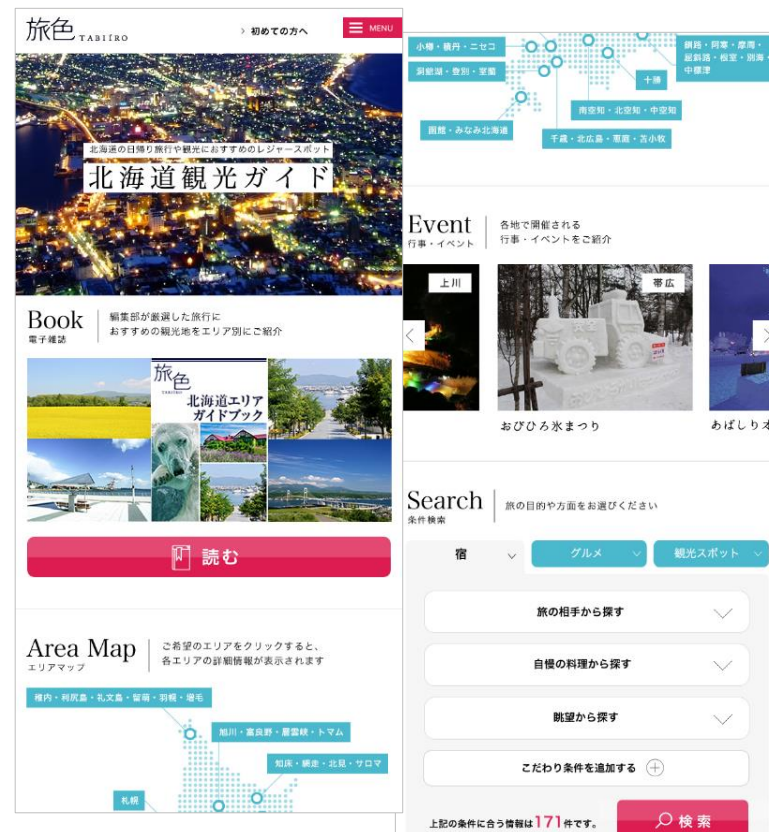 旅色 TABIIRO
初めての方へ
MENU
北海道の日帰り旅行や観光におすすめのレジャースポット
北海道観光ガイド
Book
電子雑誌
編集部が厳選した旅行に
おすすめの観光地をエリア別にご紹介
旅色
TABIIRO
北海道エリア
ガイドブック
読む
Area Map
エリアマップ
ご希望のエリアをクリックすると、
各エリアの詳細情報が表示されます
稚内・利尻島・礼文島・留萌・羽幌・増毛
旭川・富良野・層雲峡・トマム
知床・網走・北見・サロマ
札幌
小樽・積丹・ニセコ
洞爺湖・登別・室蘭
函館・みなみ北海道
釧路・阿寒・摩周・
屈斜路・根室・別海・
中標津
十勝
南空知・北空知・中空知
千歳・北広島・恵庭・苫小牧
Event
行事・イベント
各地で開催される
行事・イベントをご紹介
上川
帯広
おびひろ氷まつり
あばしりオ
Search
条件検索
旅の目的や方面をお選びください
宿
グルメ
観光スポット
旅の相手から探す
自慢の料理から探す
眺望から探す
こだわり条件を追加する
上記の条件に合う情報は171件です。
検索